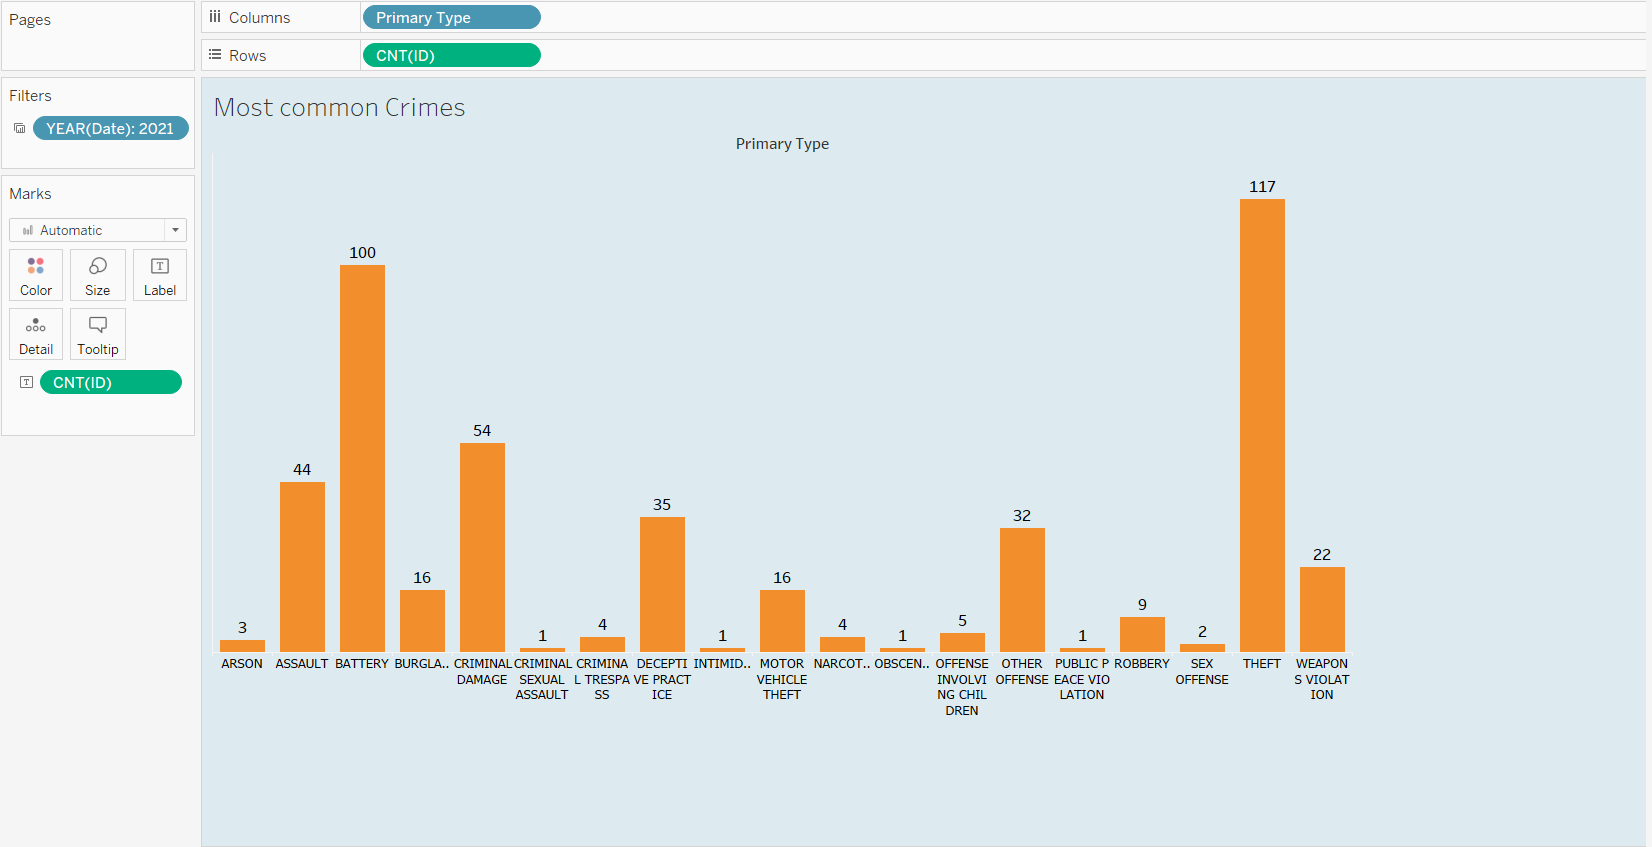 Pages
Columns
Primary Type
Rows
CNT(ID)
Filters
YEAR(Date): 2021
Marks
Automatic
Color
Size
Label
Detail
Tooltip
CNT(ID)
Most common Crimes
Primary Type
3
44
100
16
54
1
4
35
1
16
4
1
5
32
1
9
2
117
22
ARSON
ASSAULT
BATTERY
BURGLA..
CRIMINAL
DAMAGE
CRIMINAL
SEXUAL
ASSAULT
CRIMINA
L TRESPA
SS
DECEPTI
VE PRACT
ICE
INTIMID..
MOTOR
VEHICLE
THEFT
NARCOT..
OBSCEN..
OFFENSE
INVOLVI
NG CHIL
DREN
OTHER
OFFENSE
PUBLIC P
EACE VIO
LATION
ROBBERY
SEX
OFFENSE
THEFT
WEAPON
S VIOLAT
ION